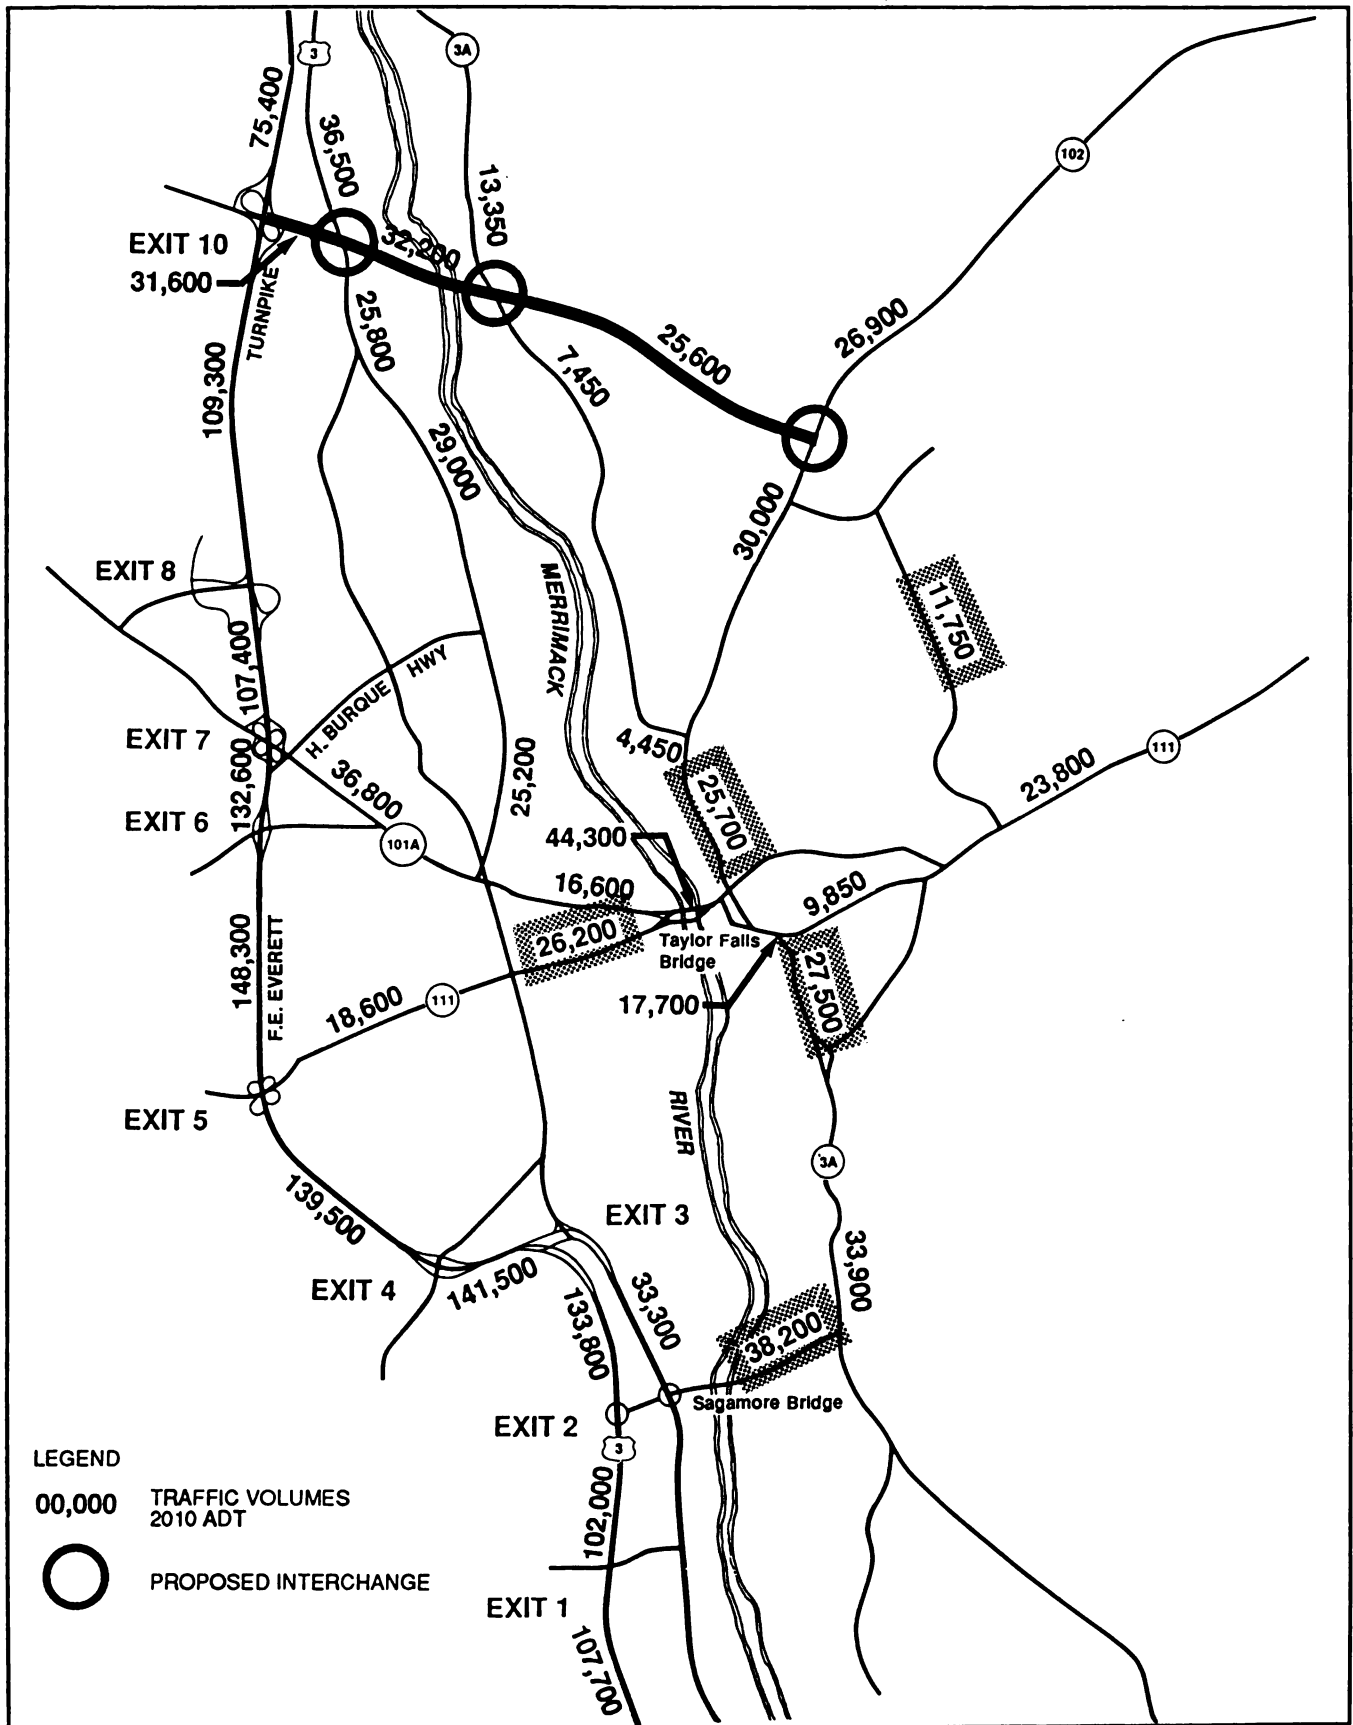 3
3A
75,400
36,500
13,350
102
EXIT 10
32,200
31,600
TURNPIKE
25,800
26,900
25,600
7,450
109,300
29,000
30,000
EXIT 8
MERRIMACK
11,750
107,400
H. BURQUE HWY
EXIT 7
4,450
111
132,600
36,800
25,200
25,700
23,800
EXIT 6
101A
44,300
16,600
9,850
26,200
Taylor Falls
Bridge
148,300
F.E. EVERETT
27,500
18,600
111
17,700
EXIT 5
RIVER
3A
139,500
EXIT 3
33,900
EXIT 4
141,500
133,800
33,300
38,200
Sagamore Bridge
EXIT 2
3
LEGEND
00,000
TRAFFIC VOLUMES
2010 ADT
102,000
PROPOSED INTERCHANGE
EXIT 1
107,700